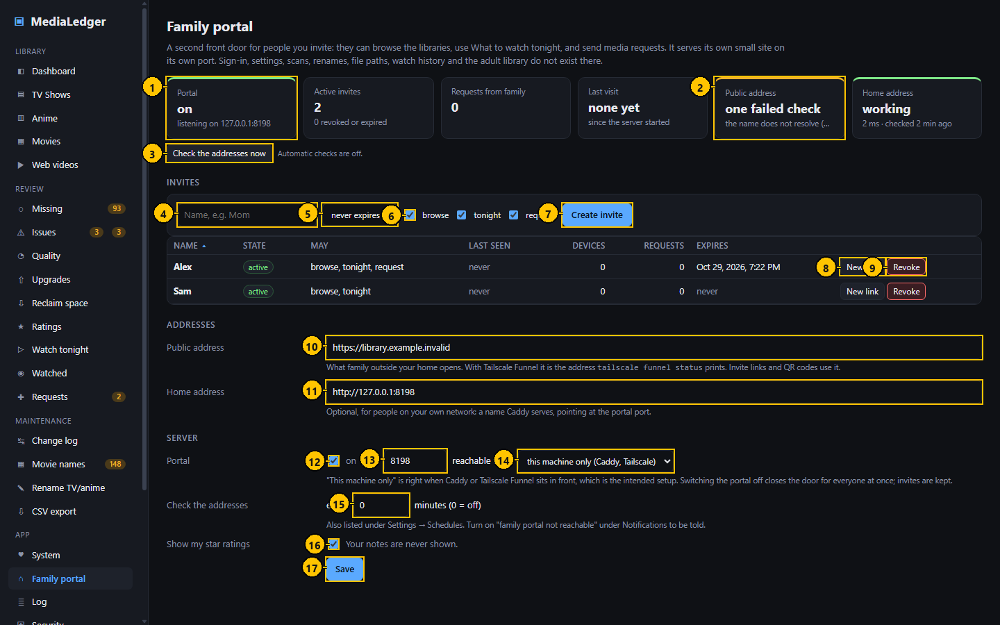 MediaLedger
LIBRARY
Dashboard
TV Shows
Anime
Movies
Web videos
REVIEW
Missing 93
Issues 3 3
Quality
Upgrades
Reclaim space
Ratings
Watch tonight
Watched
Requests 2
MAINTENANCE
Change log
Movie names 148
Rename TV/anime
CSV export
APP
System
Family portal
Log
Security
Family portal
A second front door for people you invite: they can browse the libraries, use What to watch tonight, and send media requests. It serves its own small site on
its own port. Sign-in, settings, scans, renames, file paths, watch history and the adult library do not exist there.
1
Portal
on
listening on 127.0.0.1:8198
Active invites
2
0 revoked or expired
Requests from family
0
Last visit
none yet
since the server started
2
Public address
one failed check
the name does not resolve (...
Home address
working
2 ms · checked 2 min ago
3 Check the addresses now Automatic checks are off.
INVITES
4 Name, e.g. Mom 5 never expires 6 browse tonight req 7 Create invite
NAME STATE MAY LAST SEEN DEVICES REQUESTS EXPIRES
Alex active browse, tonight, request never 0 0 Oct 29, 2026, 7:22 PM 8 New 9 Revoke
Sam active browse, tonight never 0 0 never New link Revoke
ADDRESSES
Public address 10 https://library.example.invalid
What family outside your home opens. With Tailscale Funnel it is the address tailscale funnel status prints. Invite links and QR codes use it.
Home address 11 http://127.0.0.1:8198
Optional, for people on your own network: a name Caddy serves, pointing at the portal port.
SERVER
Portal 12 on 13 8198 reachable 14 this machine only (Caddy, Tailscale)
"This machine only" is right when Caddy or Tailscale Funnel sits in front, which is the intended setup. Switching the portal off closes the door for everyone at once; invites are kept.
Check the addresses 15 0 minutes (0 = off)
Also listed under Settings → Schedules. Turn on "family portal not reachable" under Notifications to be told.
Show my star ratings 16 Your notes are never shown.
17 Save